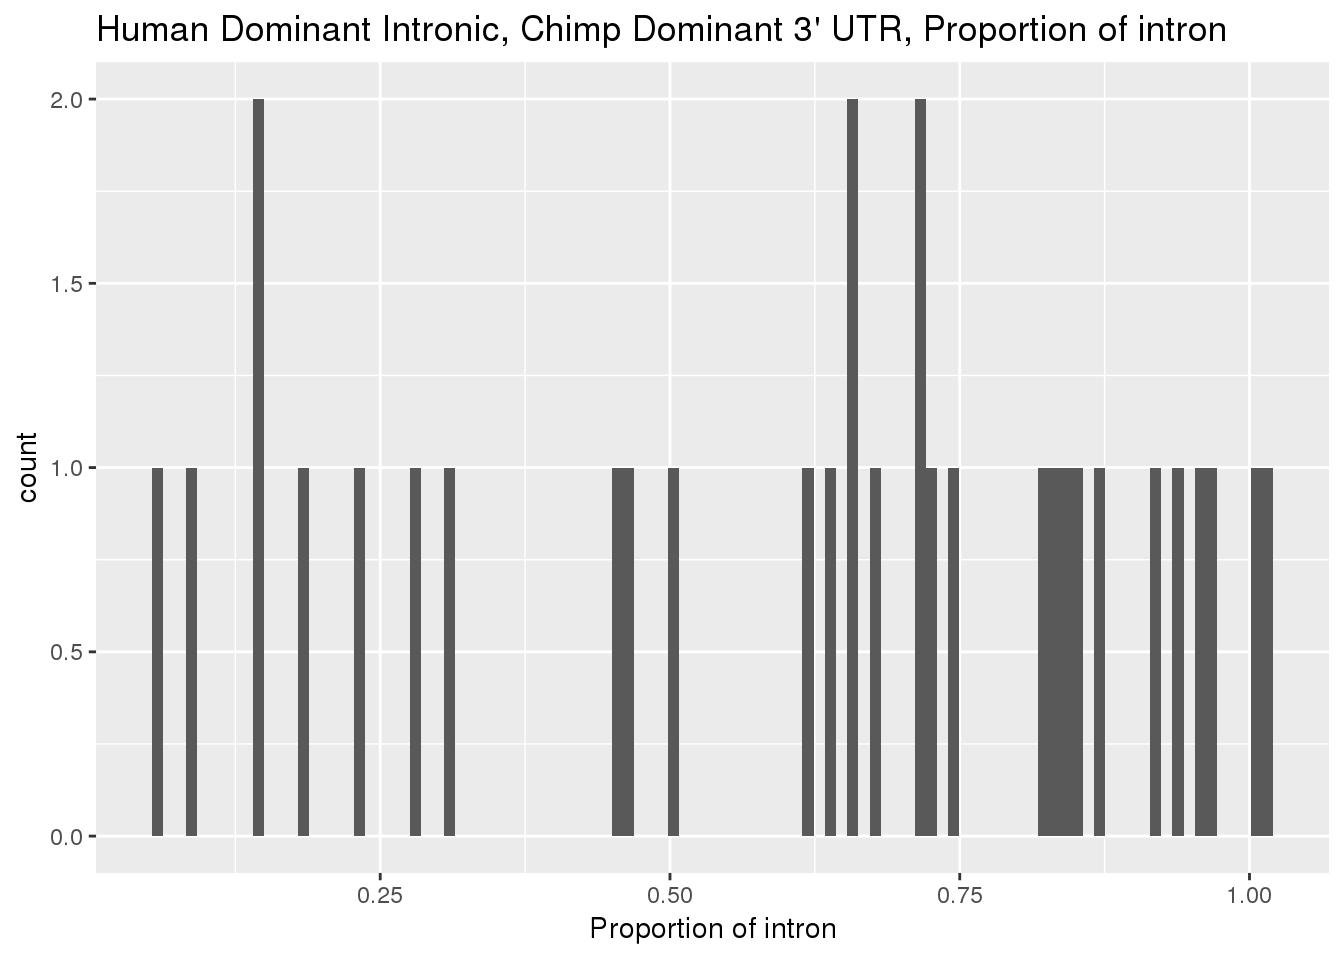 Human Dominant Intronic, Chimp Dominant 3' UTR, Proportion of intron
2.0
1.5
1.0
0.5
0.0
count
0.25 0.50 0.75 1.00
Proportion of intron